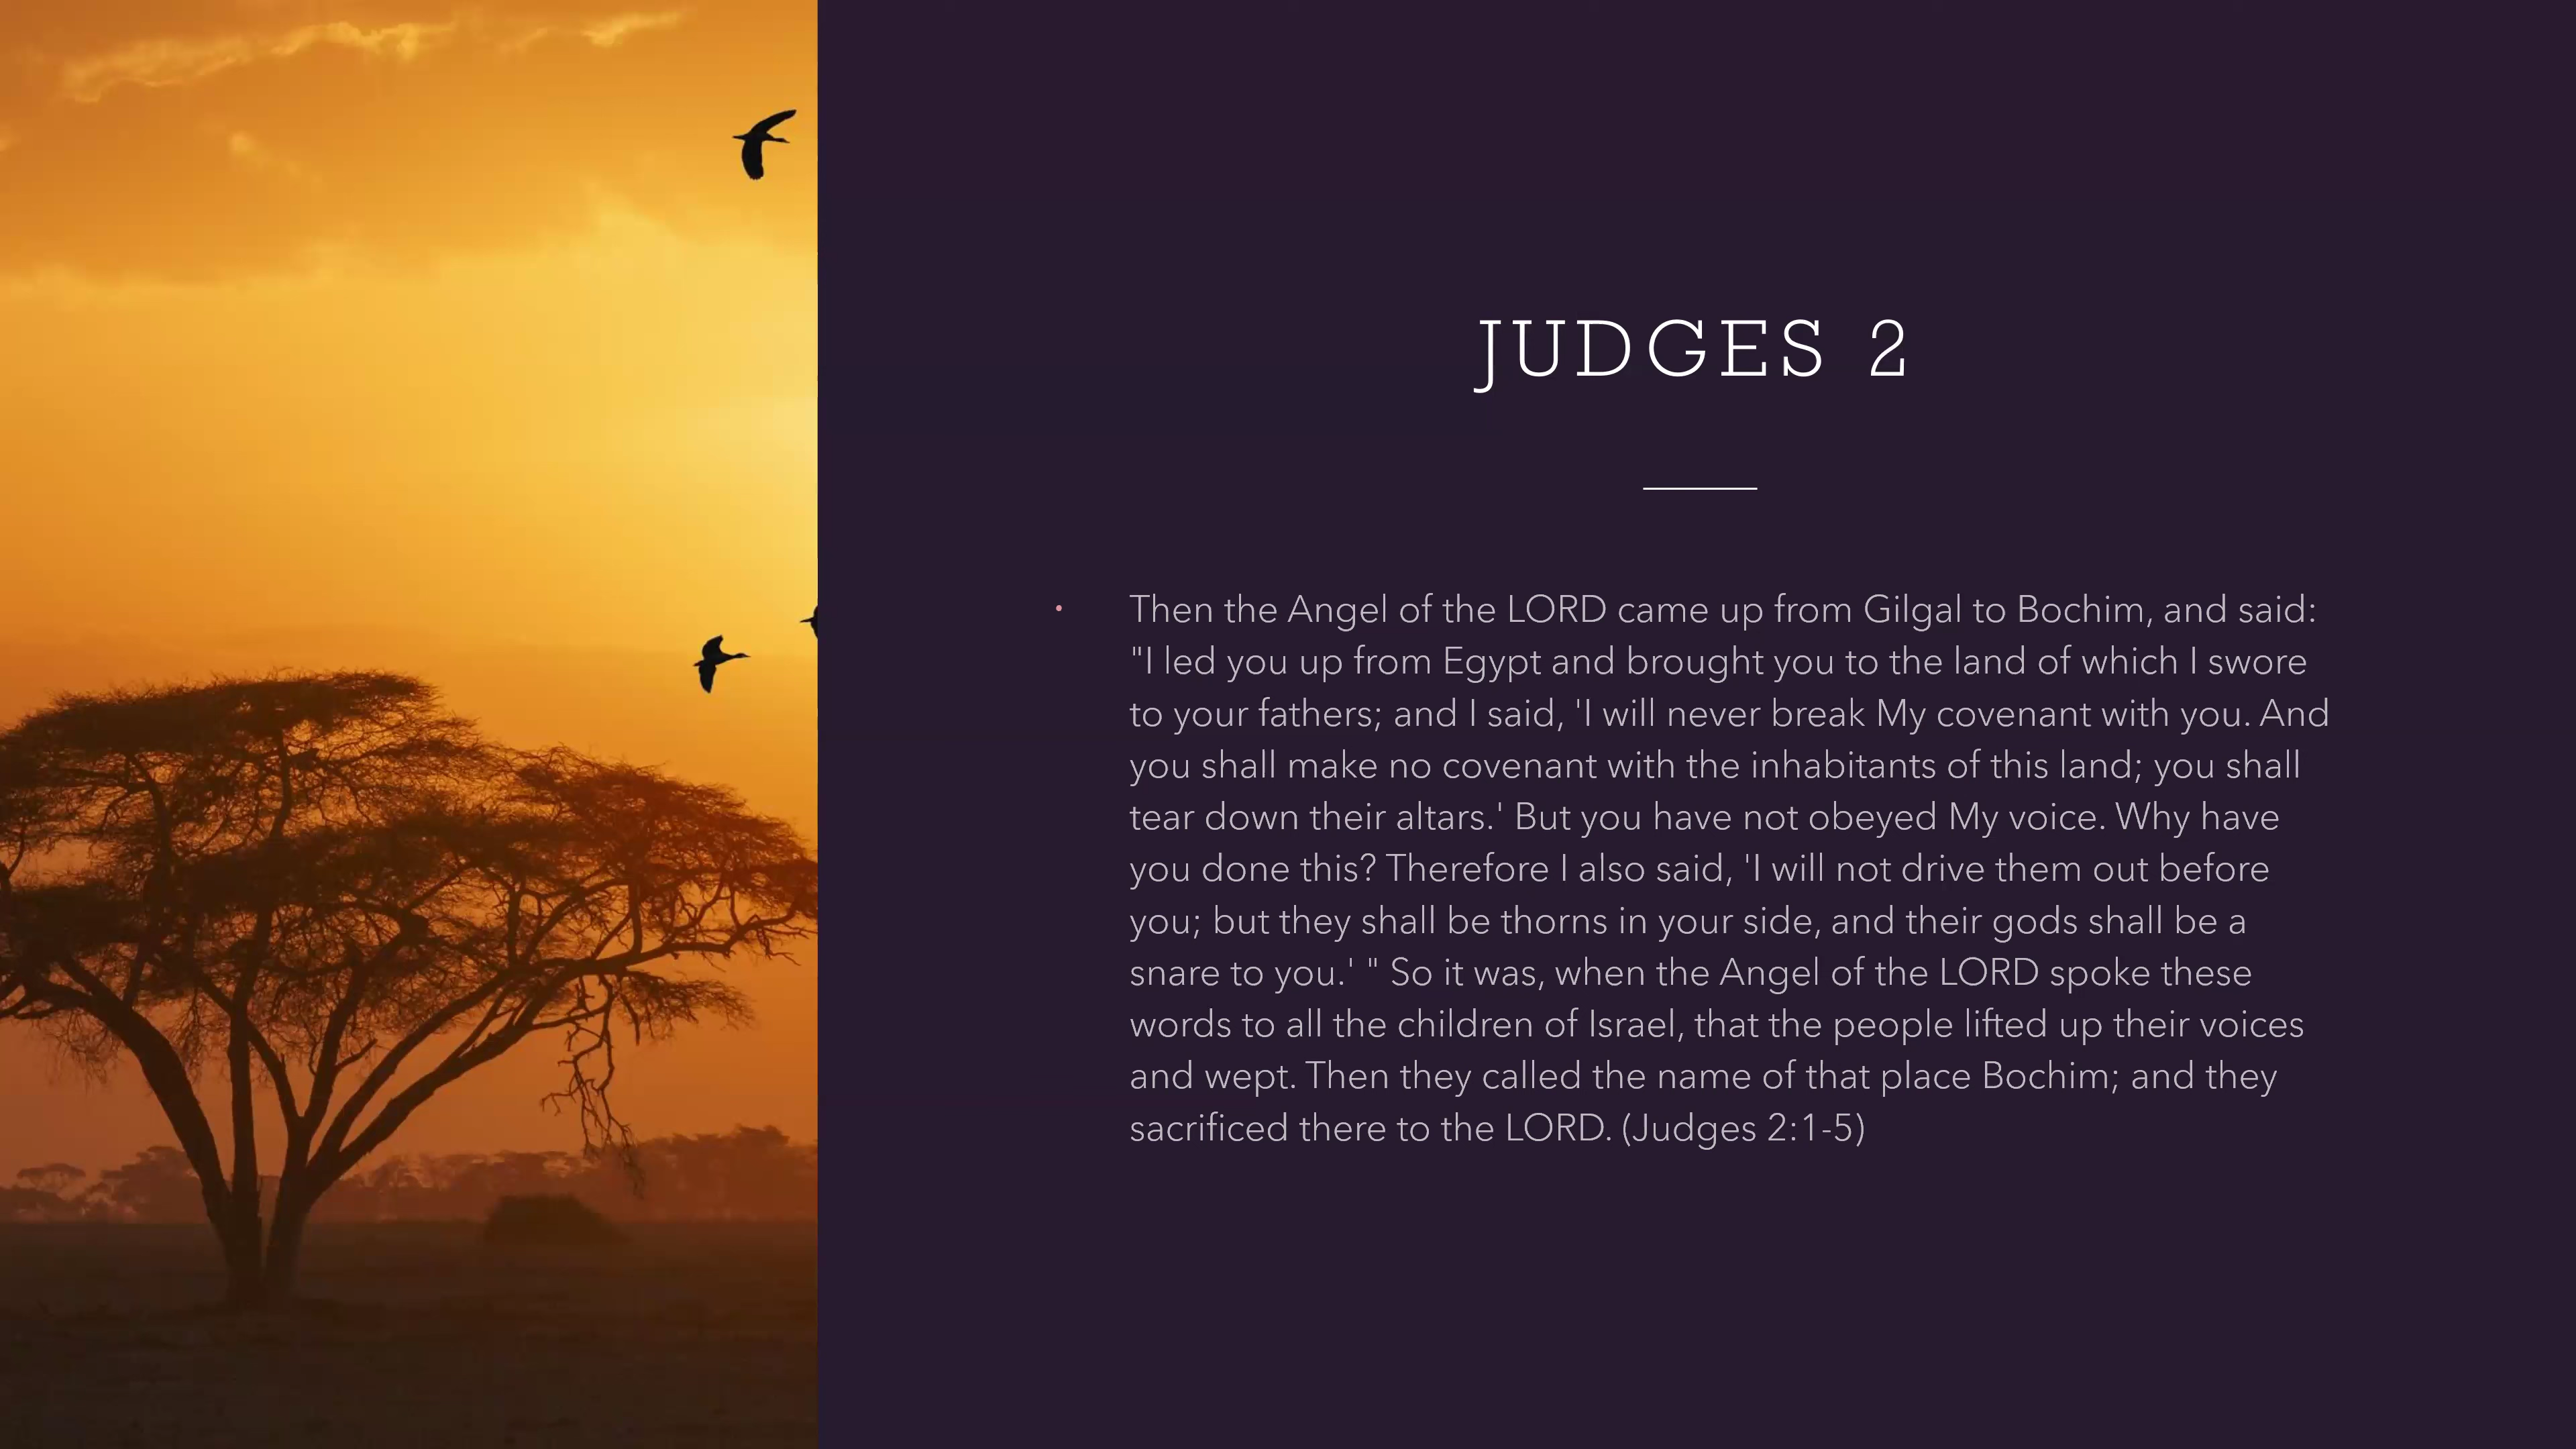 JUDGES 2
• Then the Angel of the LORD came up from Gilgal to Bochim, and said:
"I led you up from Egypt and brought you to the land of which I swore
to your fathers; and I said, 'I will never break My covenant with you. And
you shall make no covenant with the inhabitants of this land; you shall
tear down their altars.' But you have not obeyed My voice. Why have
you done this? Therefore I also said, 'I will not drive them out before
you; but they shall be thorns in your side, and their gods shall be a
snare to you.' " So it was, when the Angel of the LORD spoke these
words to all the children of Israel, that the people lifted up their voices
and wept. Then they called the name of that place Bochim; and they
sacrificed there to the LORD. (Judges 2:1-5)